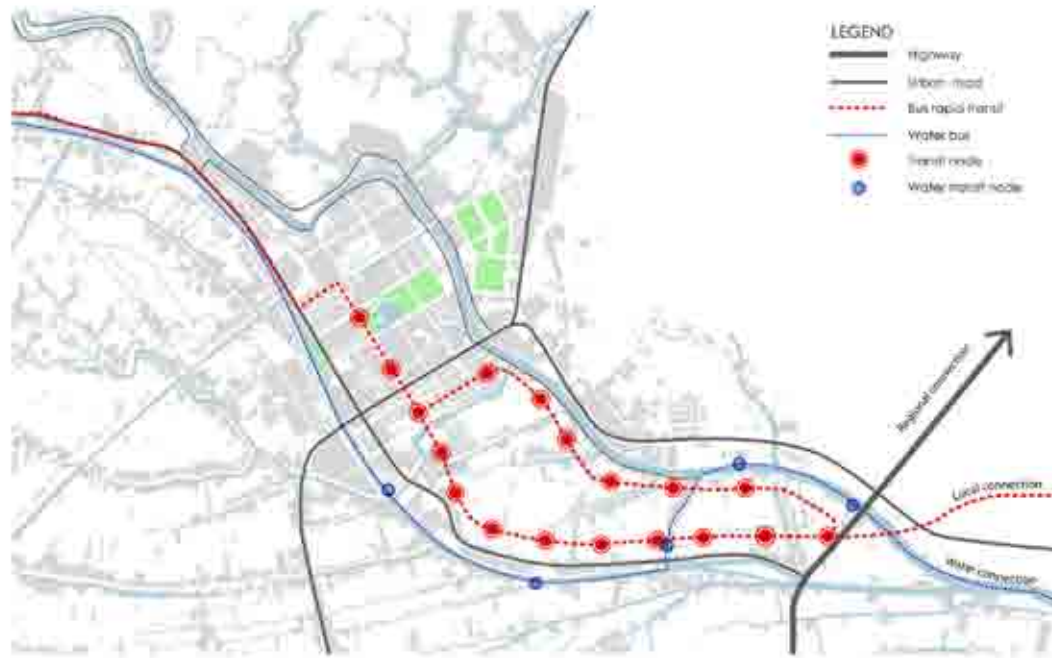 LEGEND
Highway
Urban road
Bus rapid transit
Water bus
Transit node
Water transit node
Regional connection
Local connection
Water connection